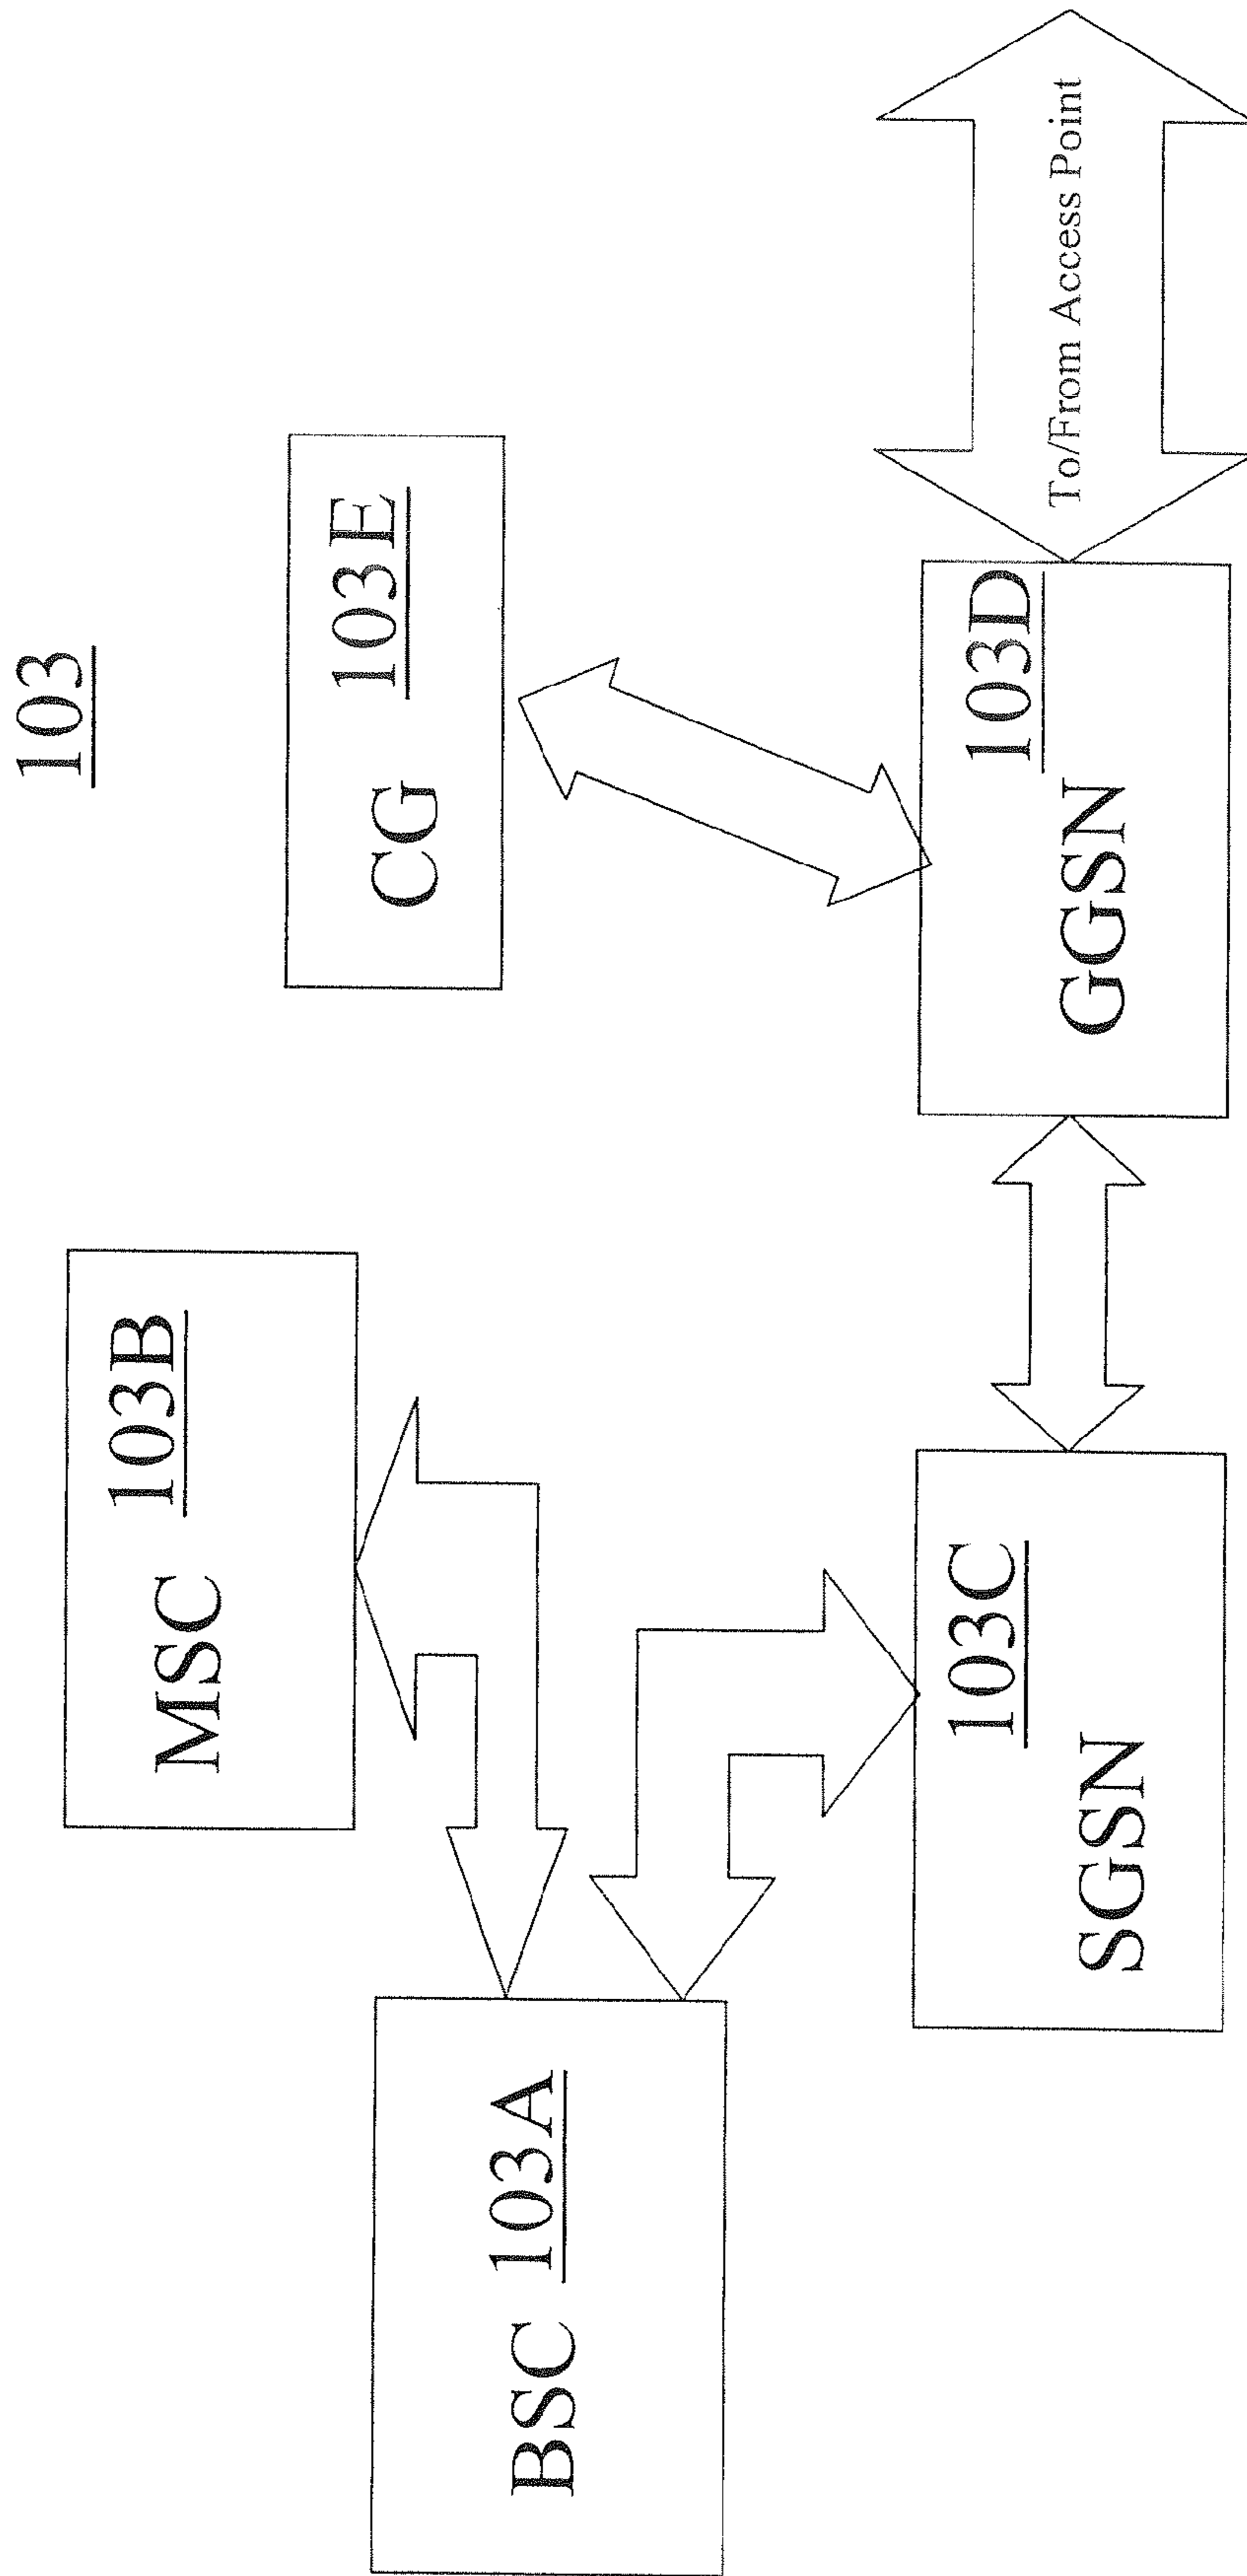 103
MSC 103B
CG 103E
BSC 103A
SGSN
103C
GGSN
103D
To/From Access Point